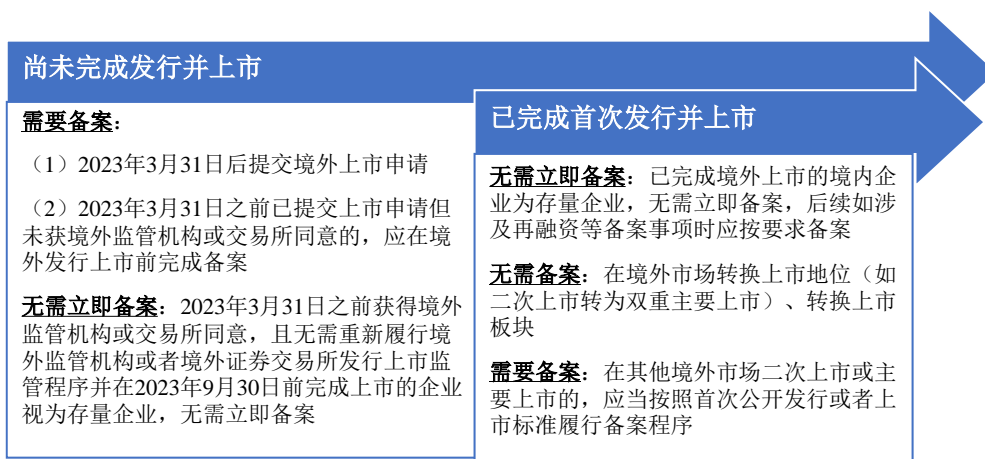 尚未完成发行并上市
需要备案：
（1）2023年3月31日后提交境外上市申请
（2）2023年3月31日之前已提交上市申请但
未获境外监管机构或交易所同意的，应在境
外发行上市前完成备案
无需立即备案：2023年3月31日之前获得境外
监管机构或交易所同意，且无需重新履行境
外监管机构或者境外证券交易所发行上市监
管程序并在2023年9月30日前完成上市的企业
视为存量企业，无需立即备案
已完成首次发行并上市
无需立即备案：已完成境外上市的境内企
业为存量企业，无需立即备案，后续如涉
及再融资等备案事项时应按要求备案
无需备案：在境外市场转换上市地位（如
二次上市转为双重主要上市）、转换上市
板块
需要备案：在其他境外市场二次上市或主
要上市的，应当按照首次公开发行或者上
市标准履行备案程序